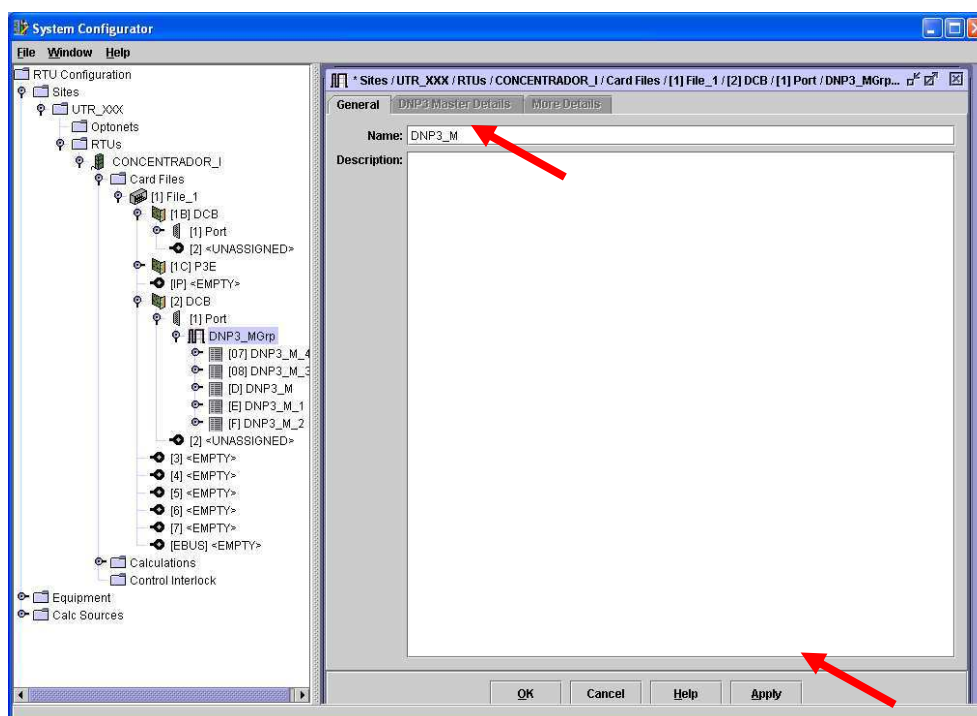 System Configurator
File Window Help
RTU Configuration
Sites
UTR_XXX
Optonets
RTUs
CONCENTRADOR_I
Card Files
[1] File_1
[1B] DCB
[1] Port
[2] <UNASSIGNED>
[1C] P3E
[IP] <EMPTY>
[2] DCB
[1] Port
DNP3_MGrp
[07] DNP3_M_4
[08] DNP3_M_3
[D] DNP3_M
[E] DNP3_M_1
[F] DNP3_M_2
[2] <UNASSIGNED>
[3] <EMPTY>
[4] <EMPTY>
[5] <EMPTY>
[6] <EMPTY>
[7] <EMPTY>
[EBUS] <EMPTY>
Calculations
Control Interlock
Equipment
Calc Sources
* Sites / UTR_XXX / RTUs / CONCENTRADOR_I / Card Files / [1] File_1 / [2] DCB / [1] Port / DNP3_MGrp...
General DNP3 Master Details More Details
Name: DNP3_M
Description:
OK Cancel Help Apply